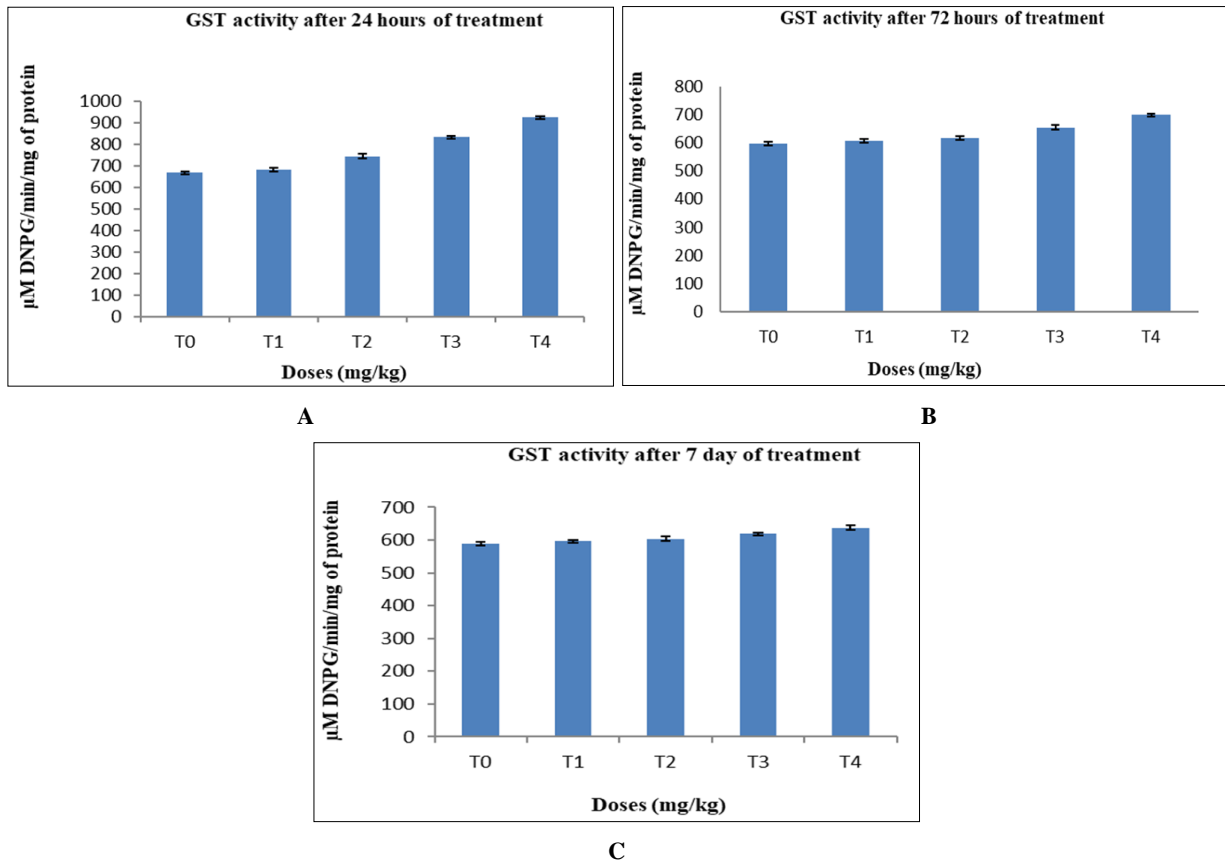 GST activity after 24 hours of treatment
µM DNPG/min/mg of protein
1000
900
800
700
600
500
400
300
200
100
0
T0 T1 T2 T3 T4
Doses (mg/kg)
A
GST activity after 72 hours of treatment
µM DNPG/min/mg of protein
800
700
600
500
400
300
200
100
0
T0 T1 T2 T3 T4
Doses (mg/kg)
B
GST activity after 7 day of treatment
µM DNPG/min/mg of protein
700
600
500
400
300
200
100
0
T0 T1 T2 T3 T4
Doses (mg/kg)
C